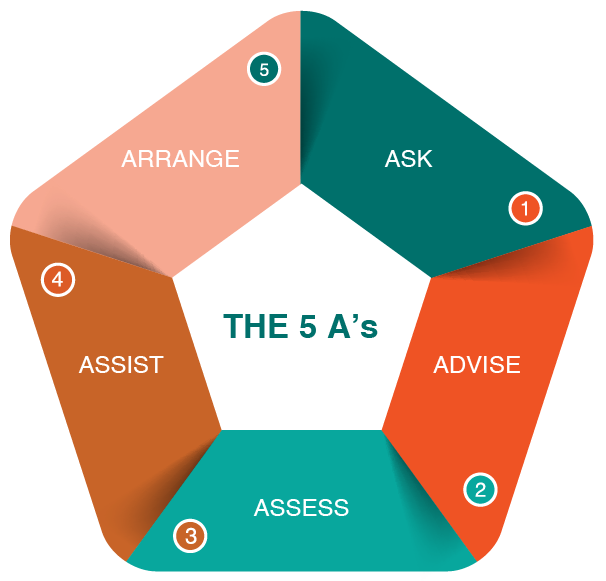 THE 5 A’s
ASK
1
ADVISE
2
ASSESS
3
ASSIST
4
ARRANGE
5